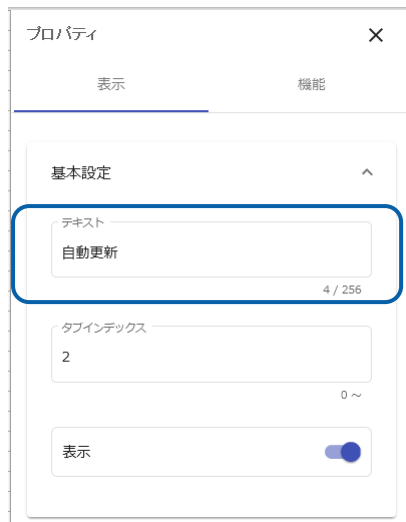 プロパティ
表示
機能
基本設定
テキスト
自動更新
4 / 256
タブインデックス
2
0 ～
表示